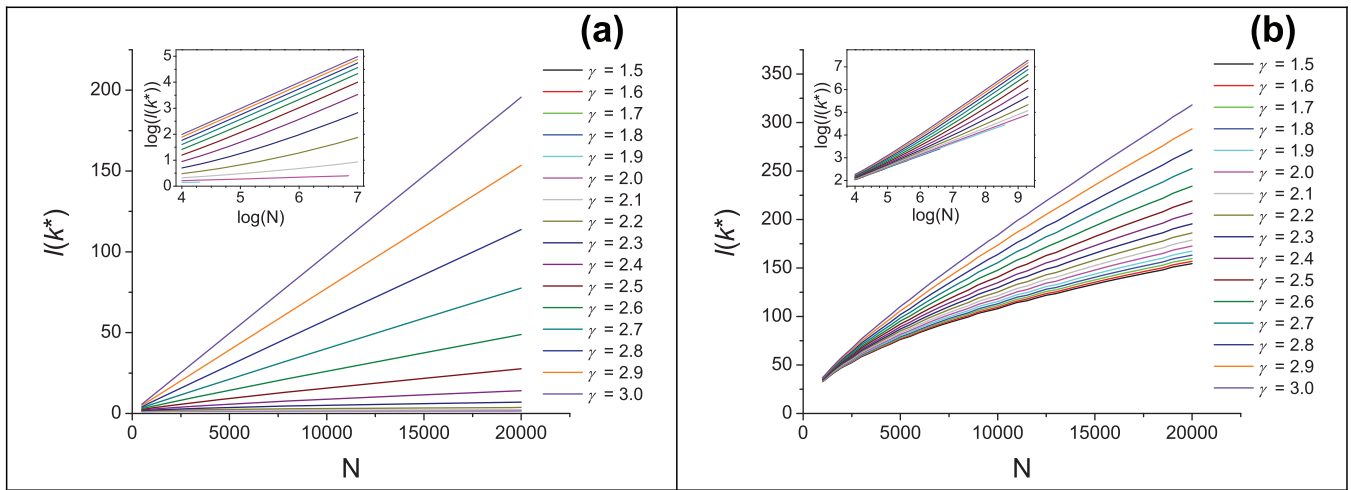 (a)
l(k*)
200
150
100
50
0
0 5000 10000 15000 20000
N
log(l(k*))
5
4
3
2
1
0
4 5 6 7
log(N)
γ = 1.5
γ = 1.6
γ = 1.7
γ = 1.8
γ = 1.9
γ = 2.0
γ = 2.1
γ = 2.2
γ = 2.3
γ = 2.4
γ = 2.5
γ = 2.6
γ = 2.7
γ = 2.8
γ = 2.9
γ = 3.0
(b)
l(k*)
350
300
250
200
150
100
50
0
0 5000 10000 15000 20000
N
log(l(k*))
7
6
5
4
3
2
4 5 6 7 8 9
log(N)
γ = 1.5
γ = 1.6
γ = 1.7
γ = 1.8
γ = 1.9
γ = 2.0
γ = 2.1
γ = 2.2
γ = 2.3
γ = 2.4
γ = 2.5
γ = 2.6
γ = 2.7
γ = 2.8
γ = 2.9
γ = 3.0